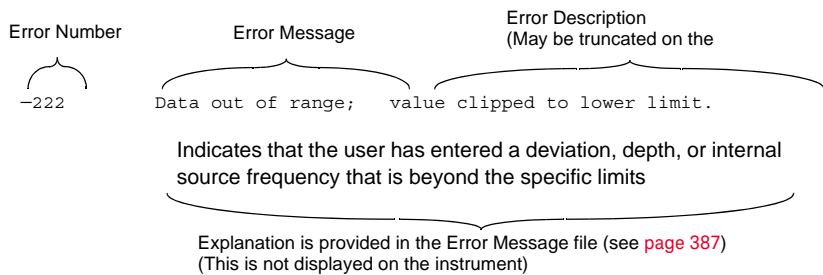 Error Number
Error Message
Error Description
(May be truncated on the
−222 Data out of range; value clipped to lower limit.
Indicates that the user has entered a deviation, depth, or internal
source frequency that is beyond the specific limits
Explanation is provided in the Error Message file (see page 387)
(This is not displayed on the instrument)